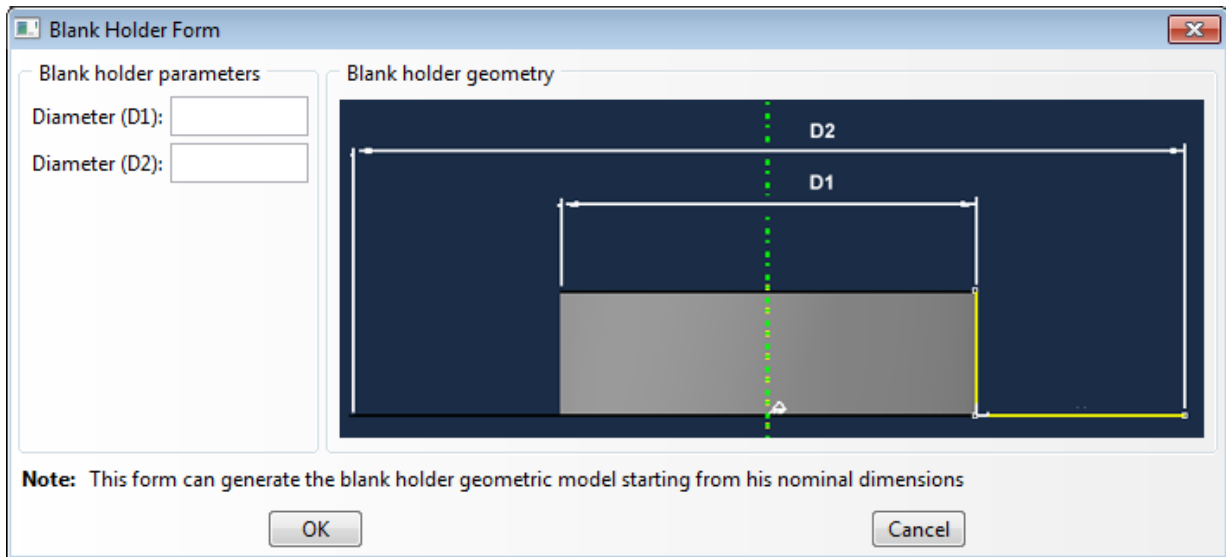 Blank Holder Form
Blank holder parameters
Diameter (D1):
Diameter (D2):
Blank holder geometry
D2
D1
Note: This form can generate the blank holder geometric model starting from his nominal dimensions
OK
Cancel